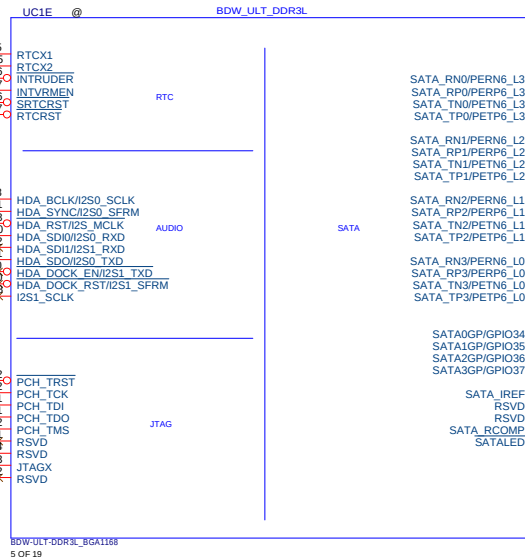 UC1E @ BDW_ULT_DDR3L
RTCX1
RTCX2
INTRUDER
INTVRMEN
SRTCRST
RTCRST
RTC
SATA_RN0/PERN6_L3
SATA_RP0/PERP6_L3
SATA_TN0/PETN6_L3
SATA_TP0/PETP6_L3
SATA_RN1/PERN6_L2
SATA_RP1/PERP6_L2
SATA_TN1/PETN6_L2
SATA_TP1/PETP6_L2
HDA_BCLK/I2S0_SCLK
HDA_SYNC/I2S0_SFRM
HDA_RST/I2S_MCLK
HDA_SDI0/I2S0_RXD
HDA_SDI1/I2S1_RXD
HDA_SDO/I2S0_TXD
HDA_DOCK_EN/I2S1_TXD
HDA_DOCK_RST/I2S1_SFRM
I2S1_SCLK
AUDIO
SATA
SATA_RN2/PERN6_L1
SATA_RP2/PERP6_L1
SATA_TN2/PETN6_L1
SATA_TP2/PETP6_L1
SATA_RN3/PERN6_L0
SATA_RP3/PERP6_L0
SATA_TN3/PETN6_L0
SATA_TP3/PETP6_L0
SATA0GP/GPIO34
SATA1GP/GPIO35
SATA2GP/GPIO36
SATA3GP/GPIO37
PCH_TRST
PCH_TCK
PCH_TDI
PCH_TDO
PCH_TMS
RSVD
RSVD
JTAGX
RSVD
JTAG
SATA_IREF
RSVD
RSVD
SATA_RCOMP
SATALED
BDW-ULT-DDR3L_BGA1168
5 OF 19